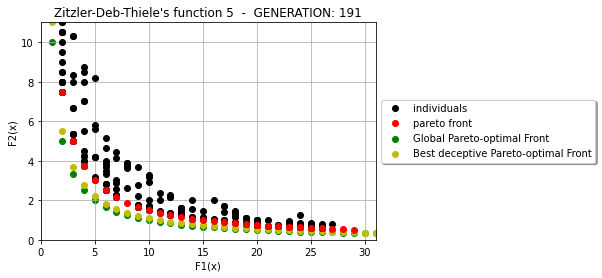 Zitzler-Deb-Thiele's function 5 - GENERATION: 191
F2(x)
10
8
6
4
2
0
0
5
10
15
20
25
30
F1(x)
individuals
pareto front
Global Pareto-optimal Front
Best deceptive Pareto-optimal Front